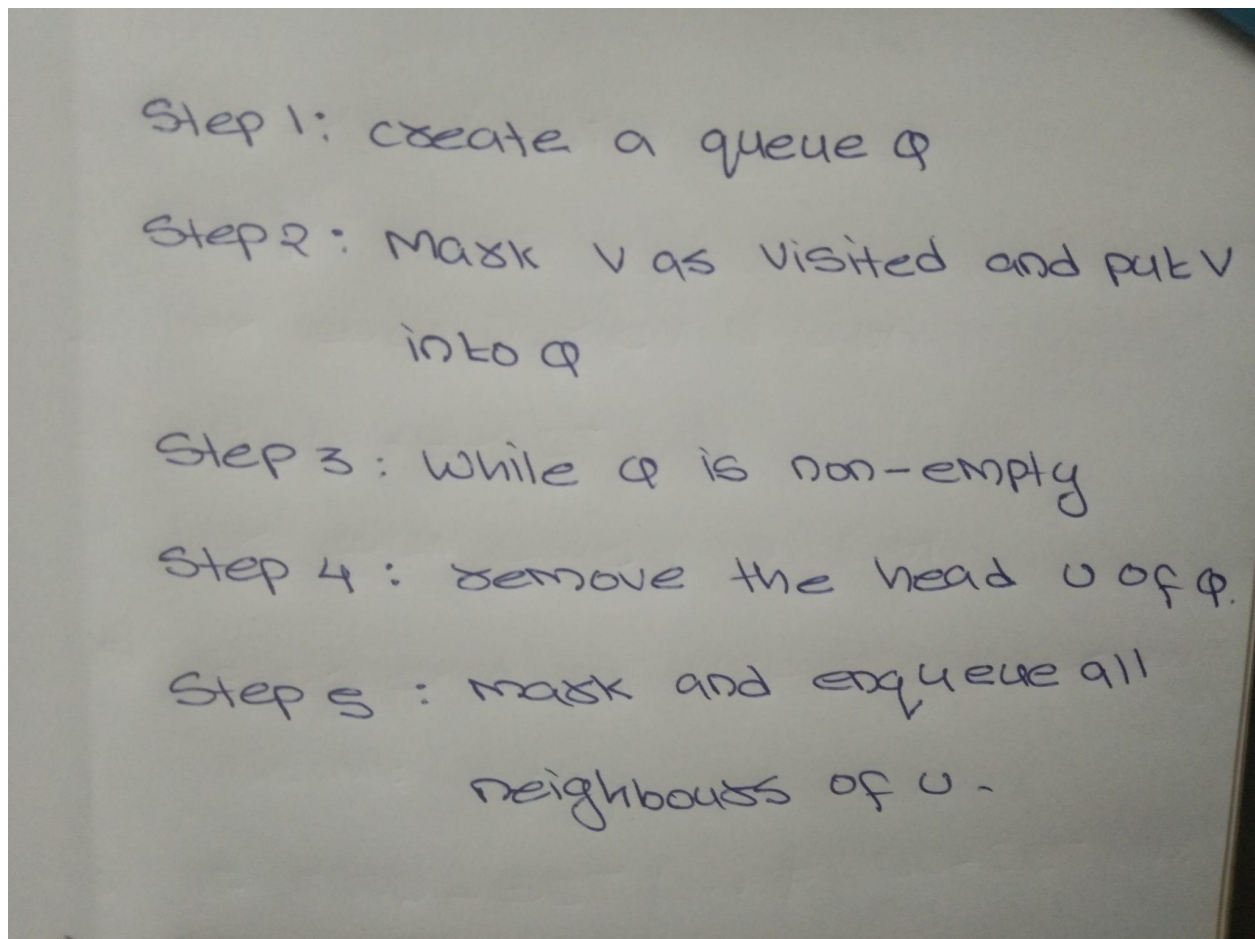 Step 1: create a queue Q
Step 2: Mark v as visited and put v
into Q
Step 3: While Q is non-empty
Step 4: remove the head u of Q.
Step 5: mark and enqueue all
neighbours of u.